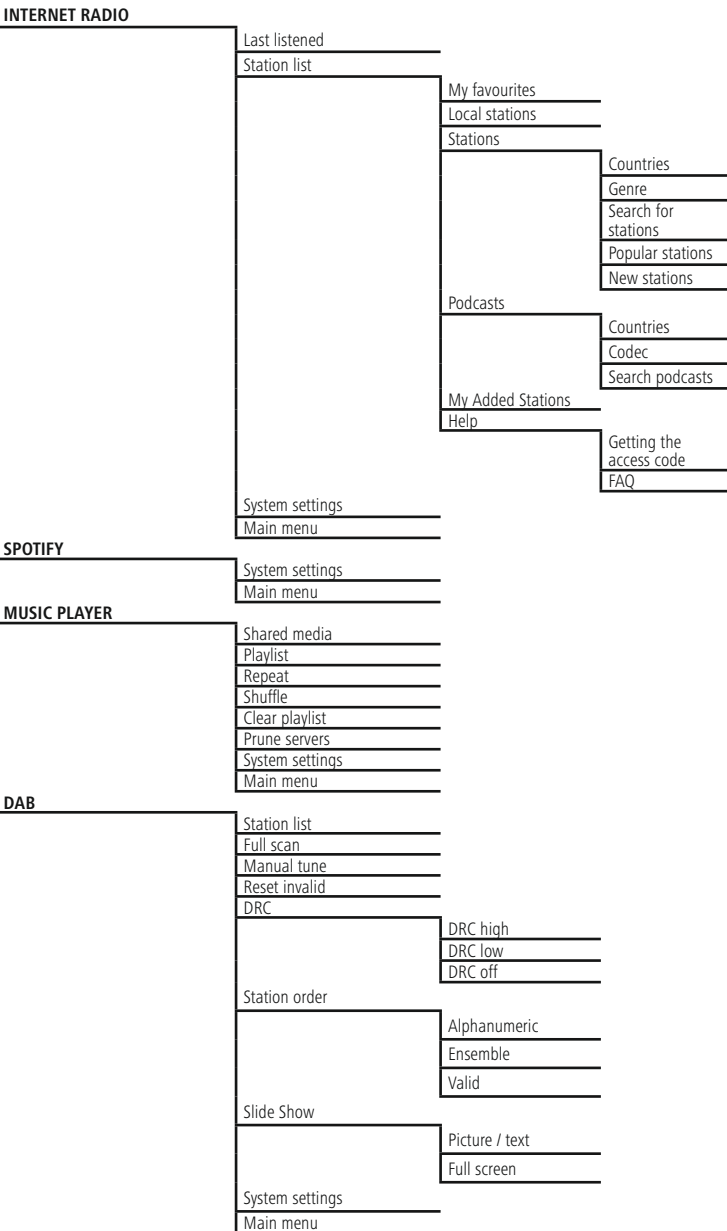 INTERNET RADIO
Last listened
Station list
My favourites
Local stations
Stations
Countries
Genre
Search for
stations
Popular stations
New stations
Podcasts
Countries
Codec
Search podcasts
My Added Stations
Help
Getting the
access code
FAQ
System settings
Main menu
SPOTIFY
System settings
Main menu
MUSIC PLAYER
Shared media
Playlist
Repeat
Shuffle
Clear playlist
Prune servers
System settings
Main menu
DAB
Station list
Full scan
Manual tune
Reset invalid
DRC
DRC high
DRC low
DRC off
Station order
Alphanumeric
Ensemble
Valid
Slide Show
Picture / text
Full screen
System settings
Main menu